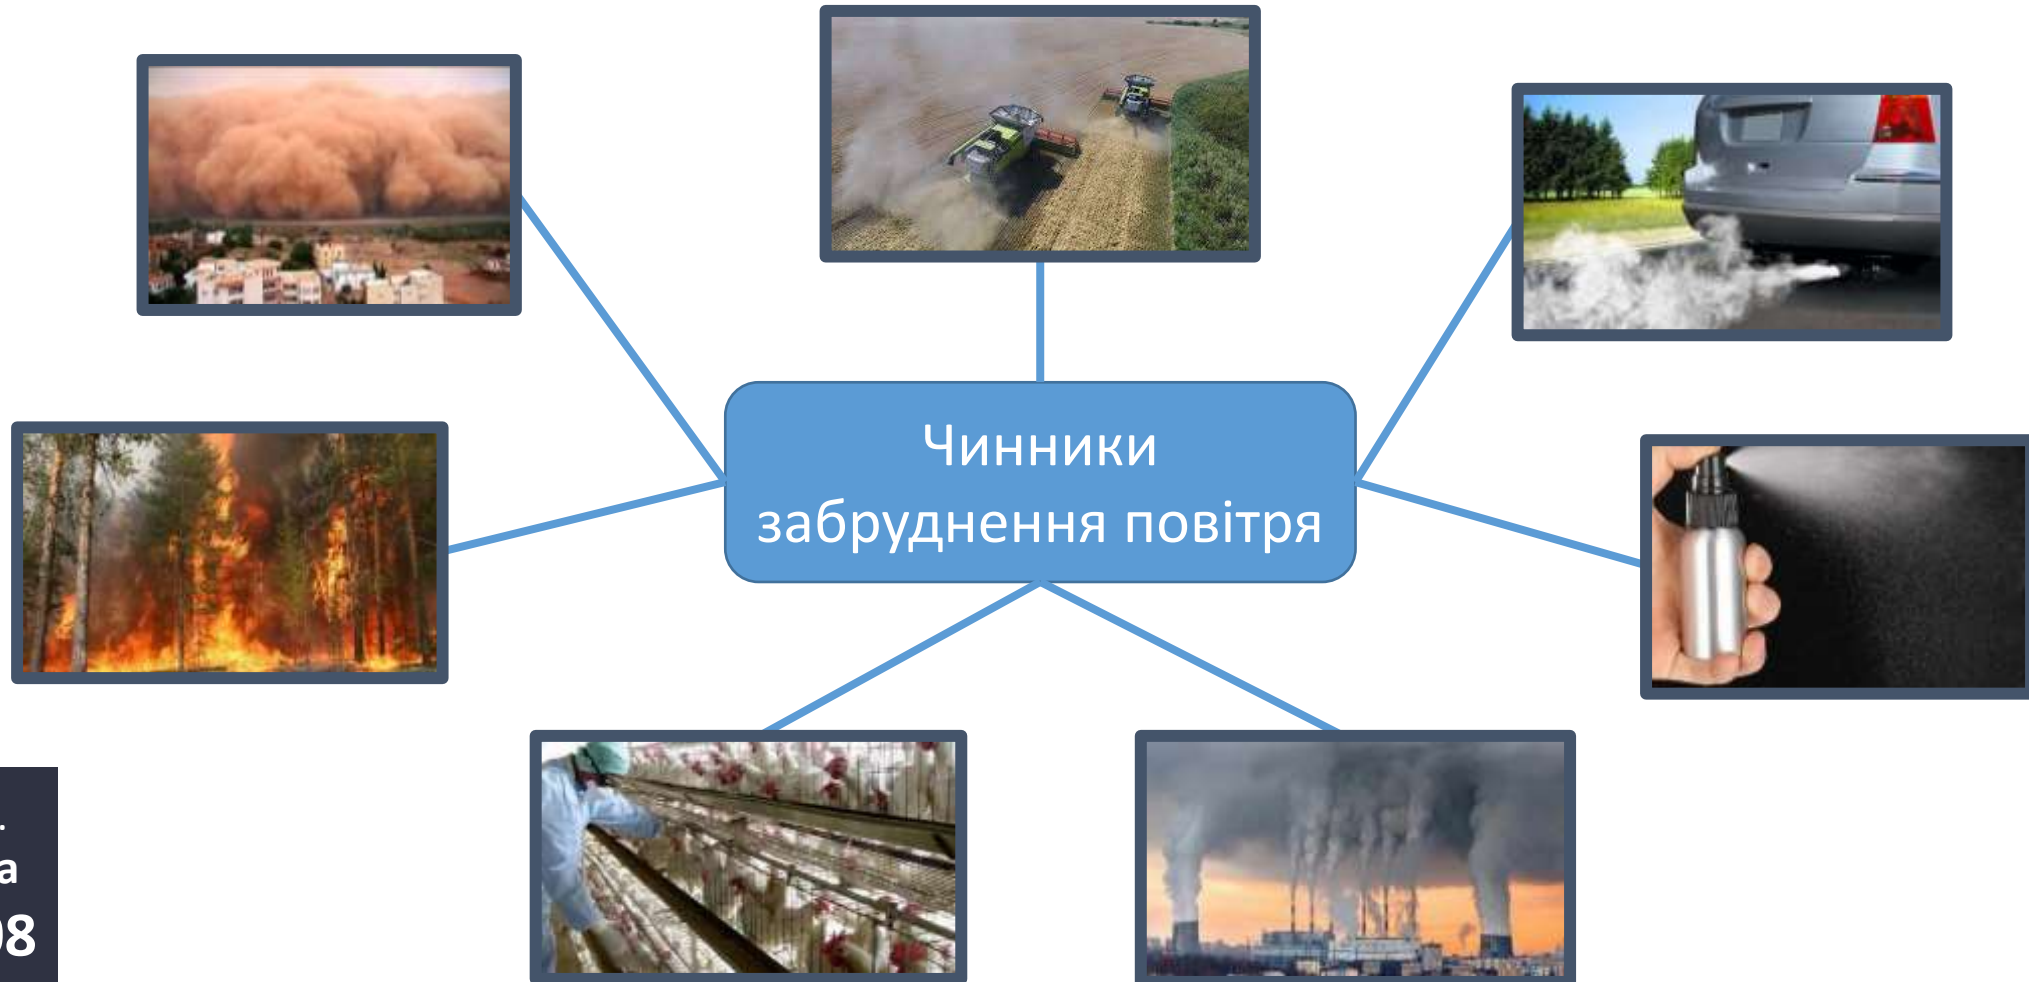 Чинники
забруднення повітря